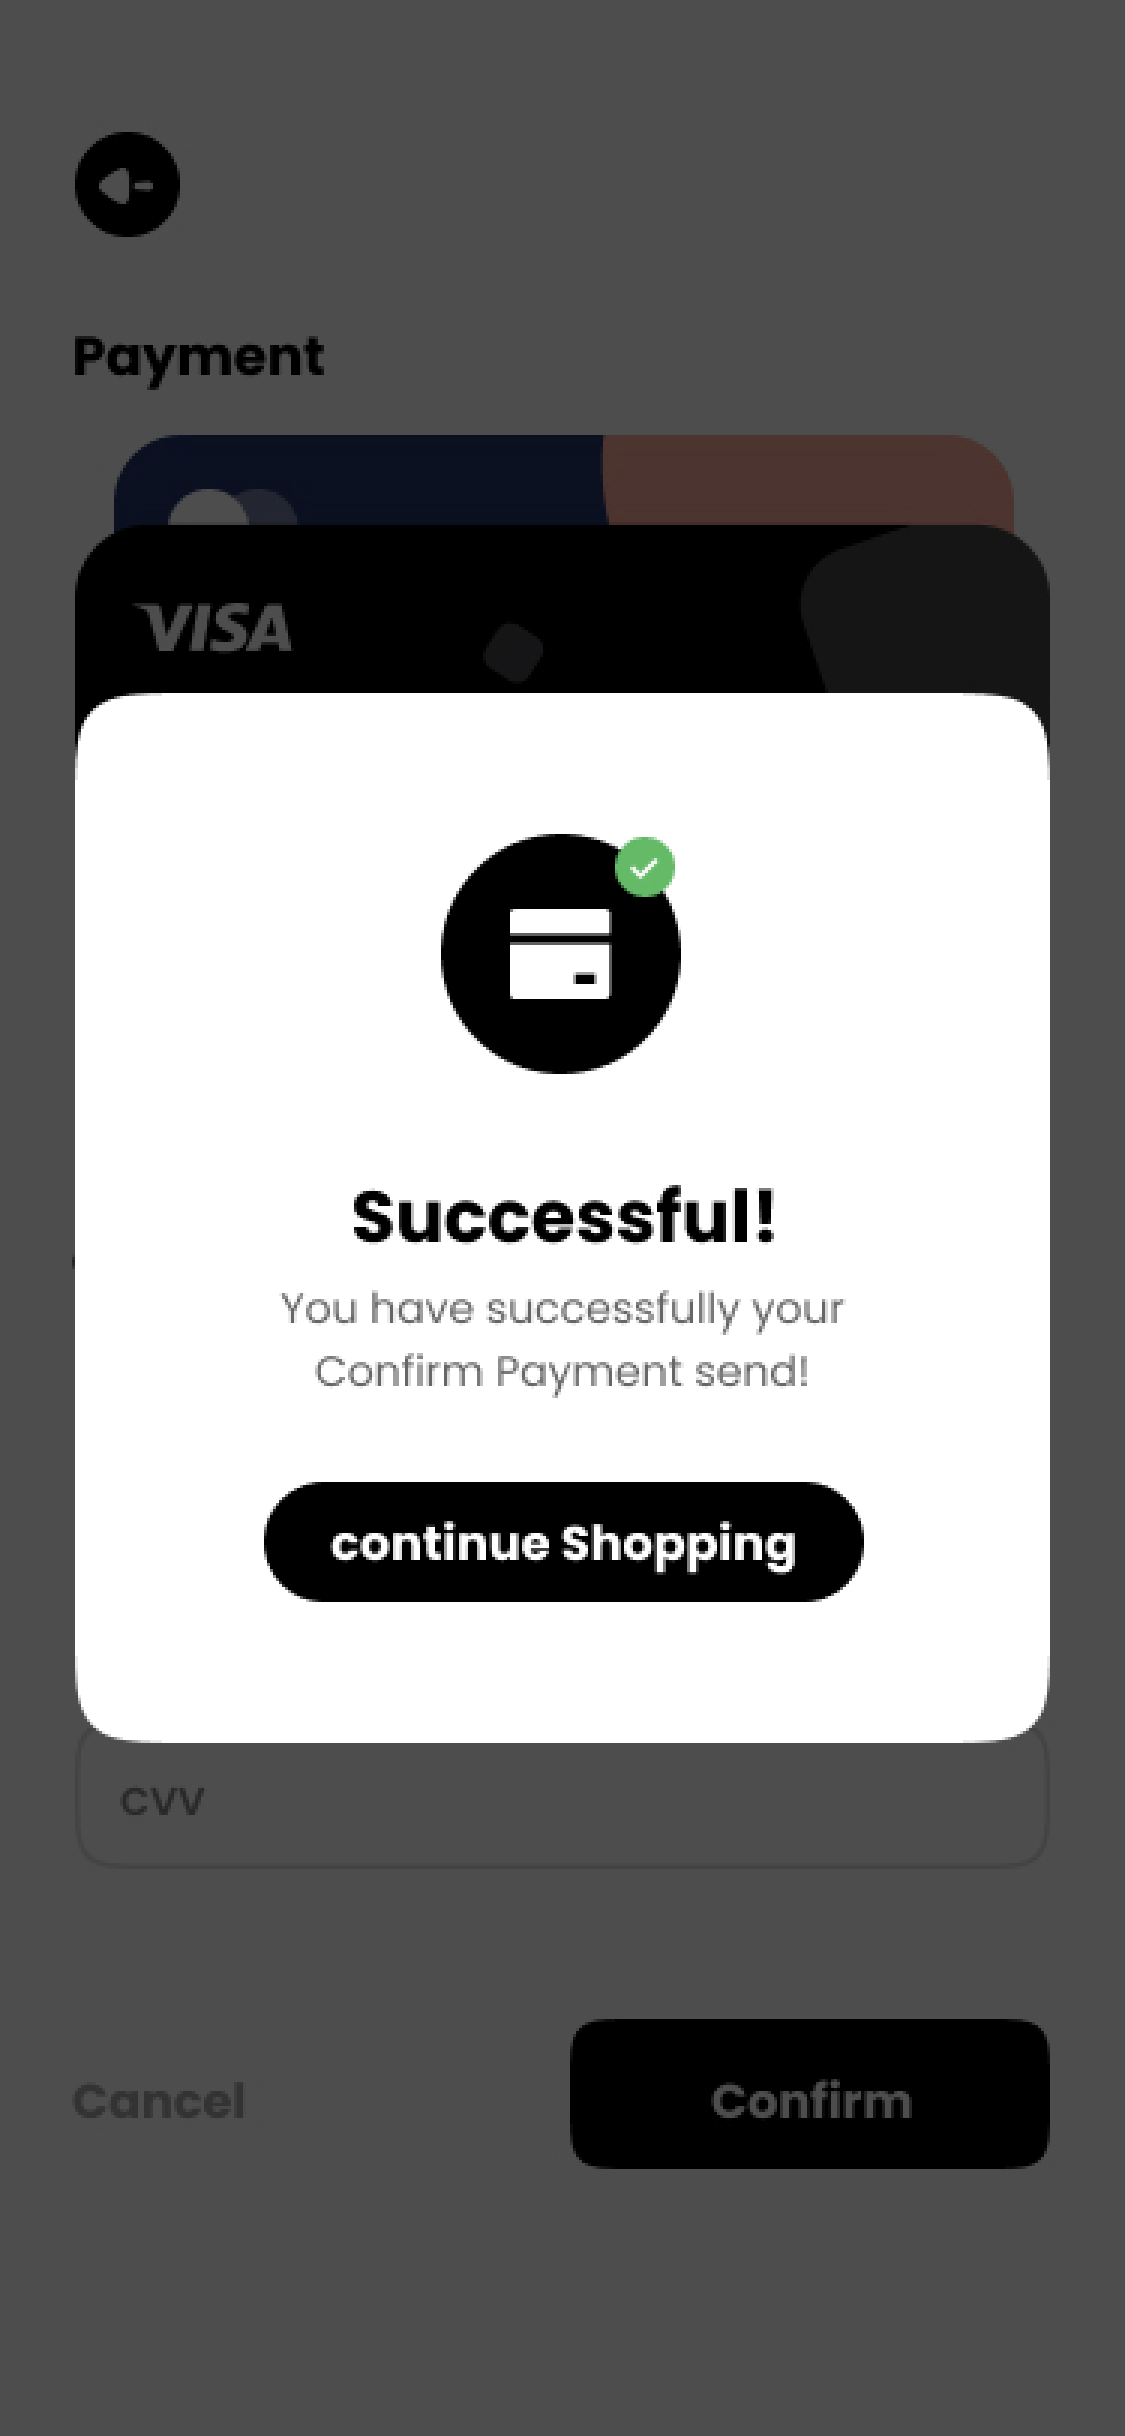 Payment
VISA
Successful!
You have successfully your
Confirm Payment send!
continue Shopping
CVV
Cancel
Confirm